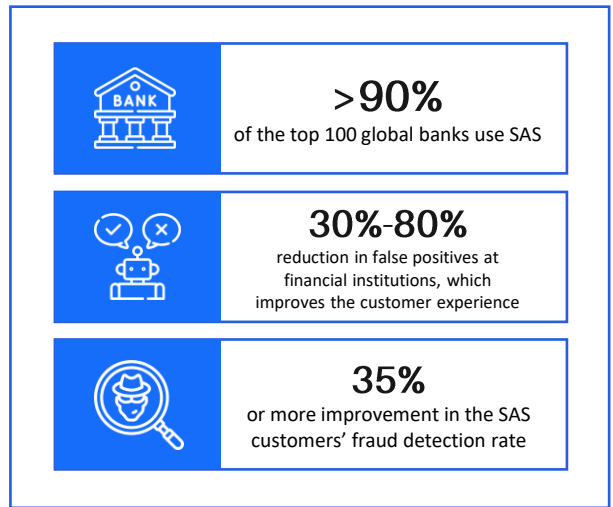 BANK
>90%
of the top 100 global banks use SAS
30%-80%
reduction in false positives at
financial institutions, which
improves the customer experience
35%
or more improvement in the SAS
customers’ fraud detection rate